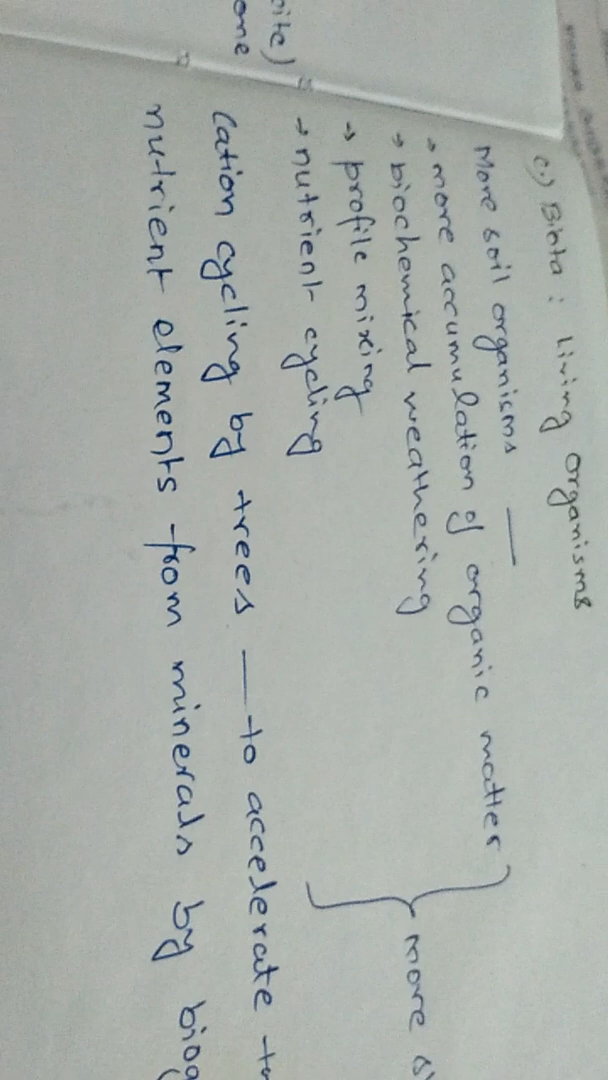 c.) Biota : Living organisms
More soil organisms —
→ more accumulation of organic matter
→ biochemical weathering
→ profile mixing
→ nutrient cycling
more
Cation cycling by trees — to accelerate
nutrient elements from minerals by
one